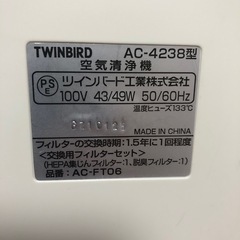 TWINBIRD AC-4238型
空気清浄機
PSE ツインバード工業株式会社
100V 43/49W 50/60Hz
温度ヒューズ133℃
MADE IN CHINA
フィルターの交換時期:1.5年に1回程度
<交換用フィルターセット>
(HEPA集じんフィルター1、脱臭フィルター1)
品番:AC-FT06